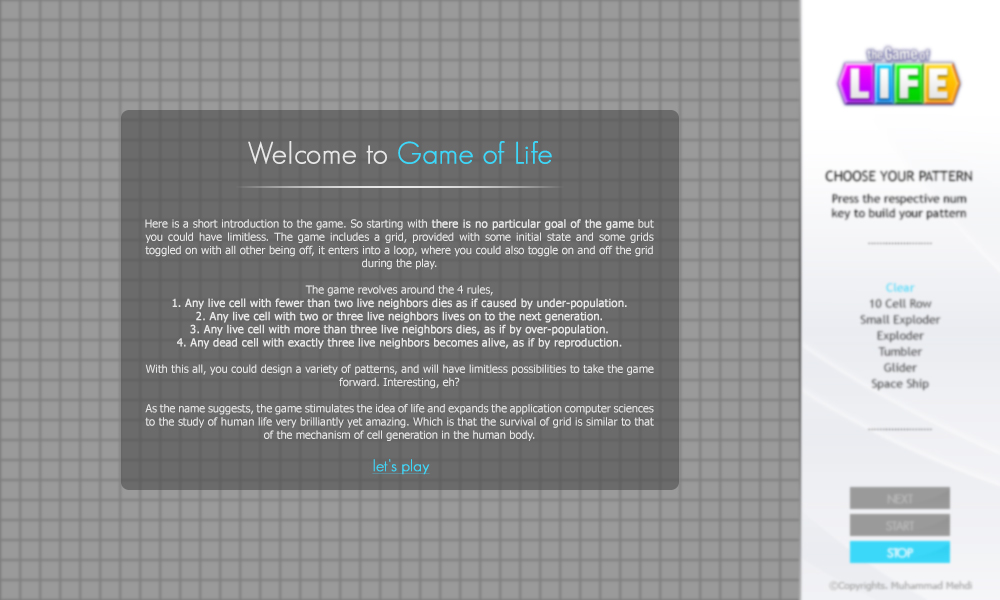 Welcome to Game of Life
Here is a short introduction to the game. So starting with there is no particular goal of the game but
you could have limitless. The game includes a grid, provided with some initial state and some grids
toggled on with all other being off, it enters into a loop, where you could also toggle on and off the grid
during the play.
The game revolves around the 4 rules,
1. Any live cell with fewer than two live neighbors dies as if caused by under-population.
2. Any live cell with two or three live neighbors lives on to the next generation.
3. Any live cell with more than three live neighbors dies, as if by over-population.
4. Any dead cell with exactly three live neighbors becomes alive, as if by reproduction.
With this all, you could design a variety of patterns, and will have limitless possibilities to take the game
forward. Interesting, eh?
As the name suggests, the game stimulates the idea of life and expands the application computer sciences
to the study of human life very brilliantly yet amazing. Which is that the survival of grid is similar to that
of the mechanism of cell generation in the human body.
let's play
the Game of
LIFE
CHOOSE YOUR PATTERN
Press the respective num
key to build your pattern
Clear
10 Cell Row
Small Exploder
Exploder
Tumbler
Glider
Space Ship
NEXT
START
STOP
©Copyrights. Muhammad Mehdi